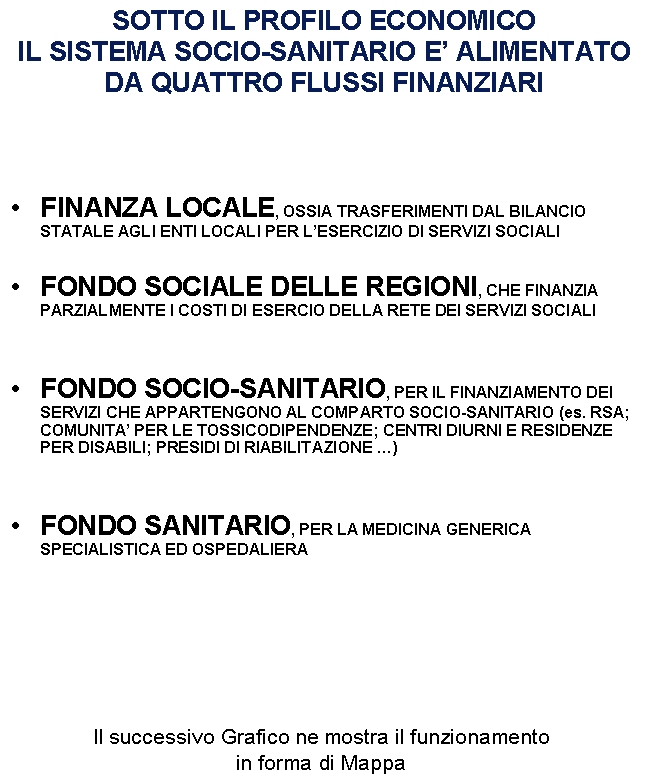 SOTTO IL PROFILO ECONOMICO
IL SISTEMA SOCIO-SANITARIO E' ALIMENTATO
DA QUATTRO FLUSSI FINANZIARI
• FINANZA LOCALE, OSSIA TRASFERIMENTI DAL BILANCIO
STATALE AGLI ENTI LOCALI PER L'ESERCIZIO DI SERVIZI SOCIALI
• FONDO SOCIALE DELLE REGIONI, CHE FINANZIA
PARZIALMENTE I COSTI DI ESERCIO DELLA RETE DEI SERVIZI SOCIALI
• FONDO SOCIO-SANITARIO, PER IL FINANZIAMENTO DEI
SERVIZI CHE APPARTENGONO AL COMPARTO SOCIO-SANITARIO (es. RSA;
COMUNITA' PER LE TOSSICODIPENDENZE; CENTRI DIURNI E RESIDENZE
PER DISABILI; PRESIDI DI RIABILITAZIONE ...)
• FONDO SANITARIO, PER LA MEDICINA GENERICA
SPECIALISTICA ED OSPEDALIERA
Il successivo Grafico ne mostra il funzionamento
in forma di Mappa